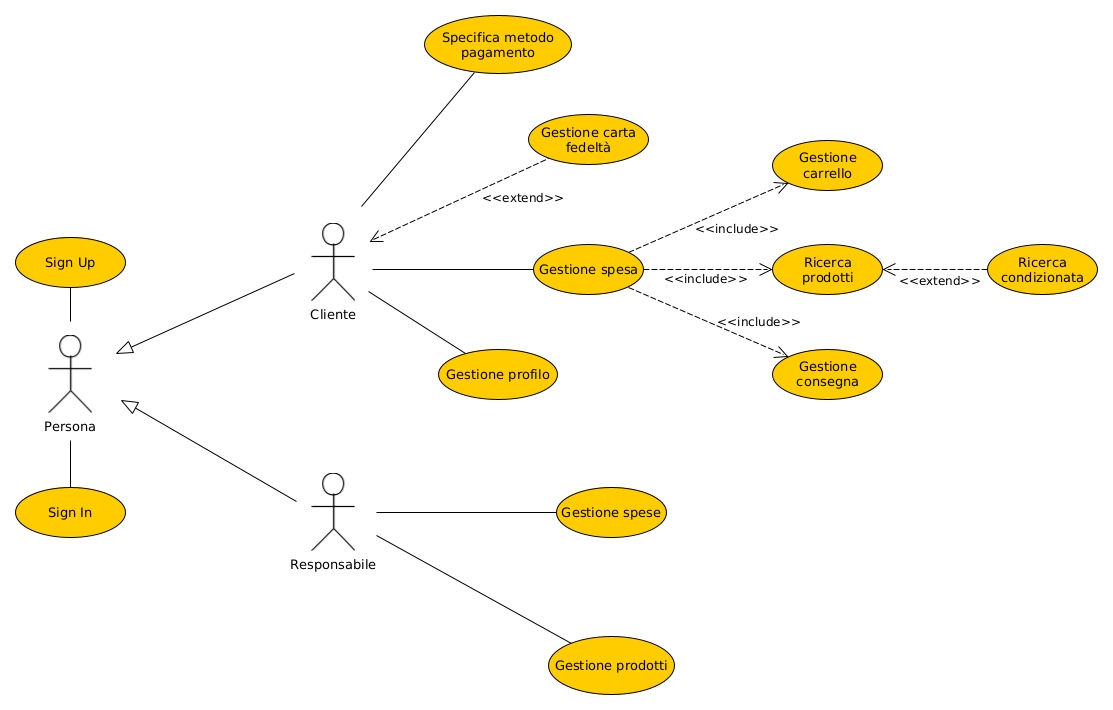 Specifica metodo
pagamento
Gestione carta
fedeltà
<<extend>>
Gestione
carrello
<<include>>
Sign Up
Cliente
Gestione spesa
<<include>>
Ricerca
prodotti
<<extend>>
Ricerca
condizionata
<<include>>
Gestione profilo
Gestione
consegna
Persona
Sign In
Responsabile
Gestione spese
Gestione prodotti